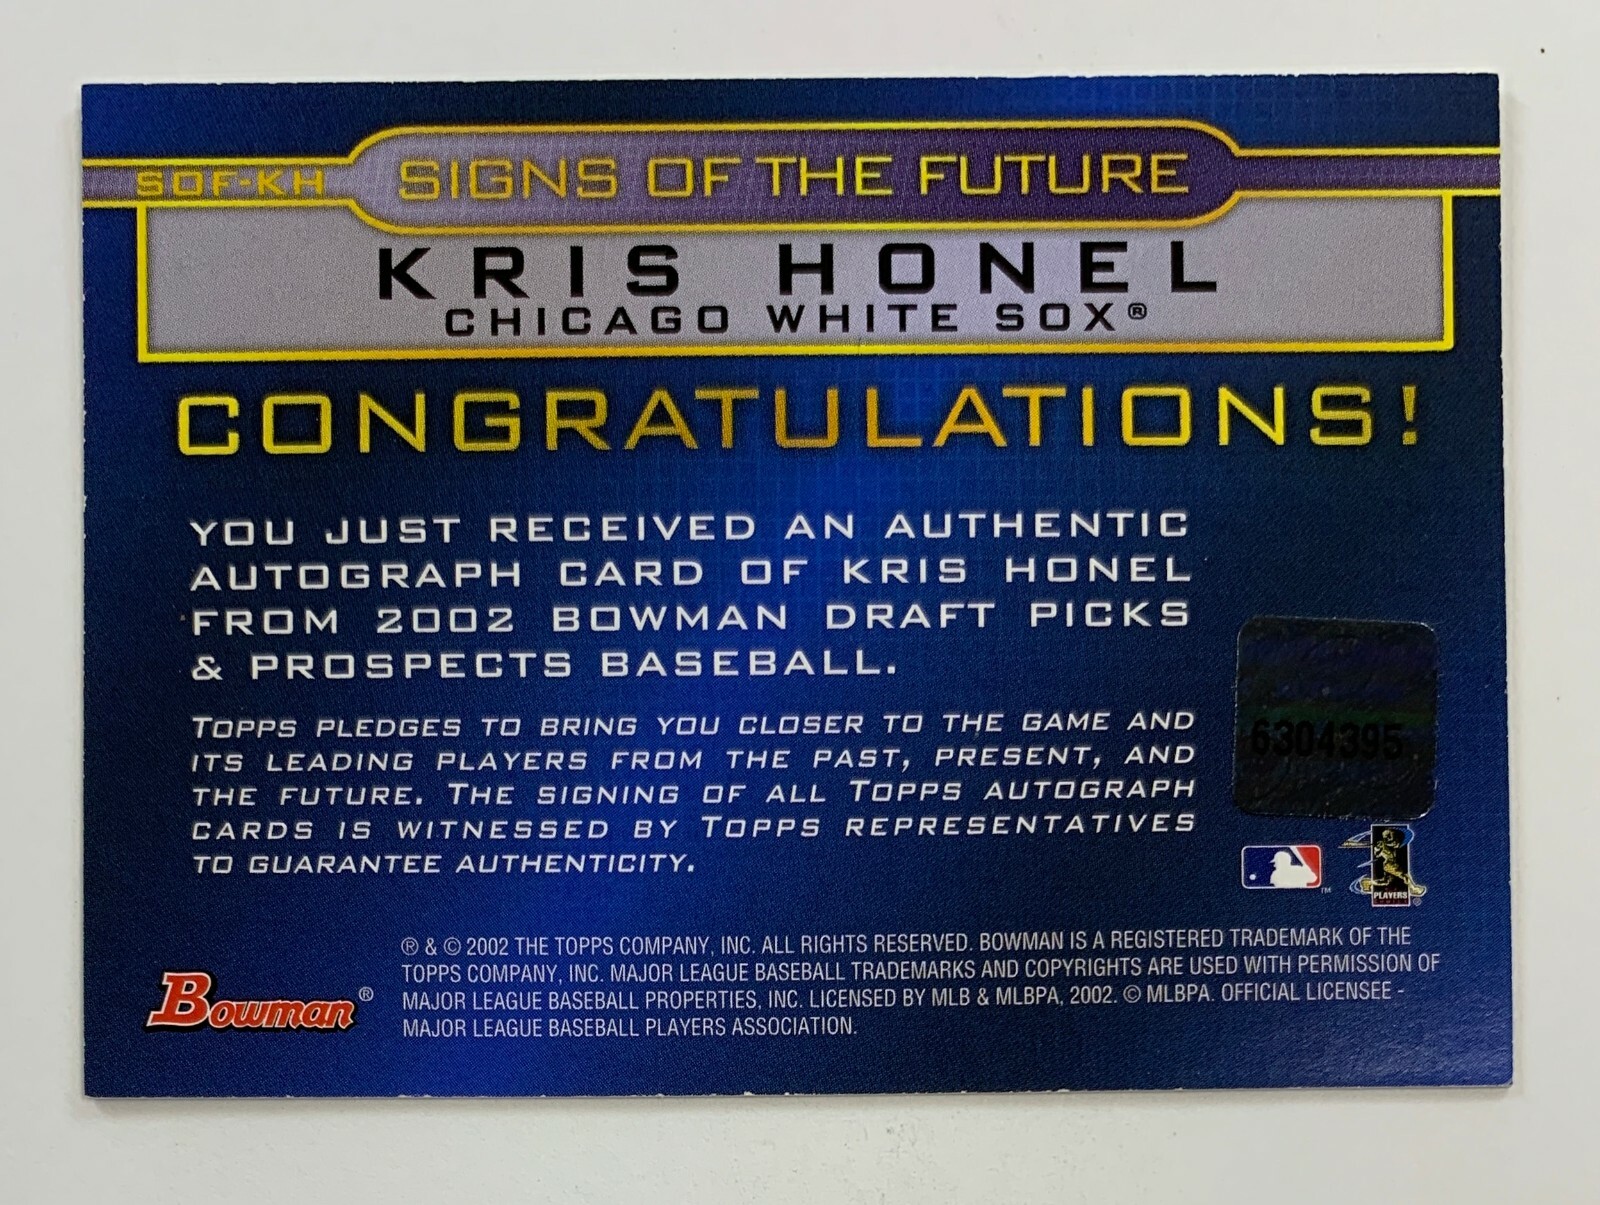 SOF-KH
SIGNS OF THE FUTURE
KRIS HONEL
CHICAGO WHITE SOX®
CONGRATULATIONS!
YOU JUST RECEIVED AN AUTHENTIC
AUTOGRAPH CARD OF KRIS HONEL
FROM 2002 BOWMAN DRAFT PICKS
& PROSPECTS BASEBALL.
TOPPS PLEDGES TO BRING YOU CLOSER TO THE GAME AND
ITS LEADING PLAYERS FROM THE PAST, PRESENT, AND
THE FUTURE. THE SIGNING OF ALL TOPPS AUTOGRAPH
CARDS IS WITNESSED BY TOPPS REPRESENTATIVES
TO GUARANTEE AUTHENTICITY.
6304395
TM
PLAYERS
®
Bowman®
® & © 2002 THE TOPPS COMPANY, INC. ALL RIGHTS RESERVED. BOWMAN IS A REGISTERED TRADEMARK OF THE
TOPPS COMPANY, INC. MAJOR LEAGUE BASEBALL TRADEMARKS AND COPYRIGHTS ARE USED WITH PERMISSION OF
MAJOR LEAGUE BASEBALL PROPERTIES, INC. LICENSED BY MLB & MLBPA, 2002. © MLBPA. OFFICIAL LICENSEE -
MAJOR LEAGUE BASEBALL PLAYERS ASSOCIATION.